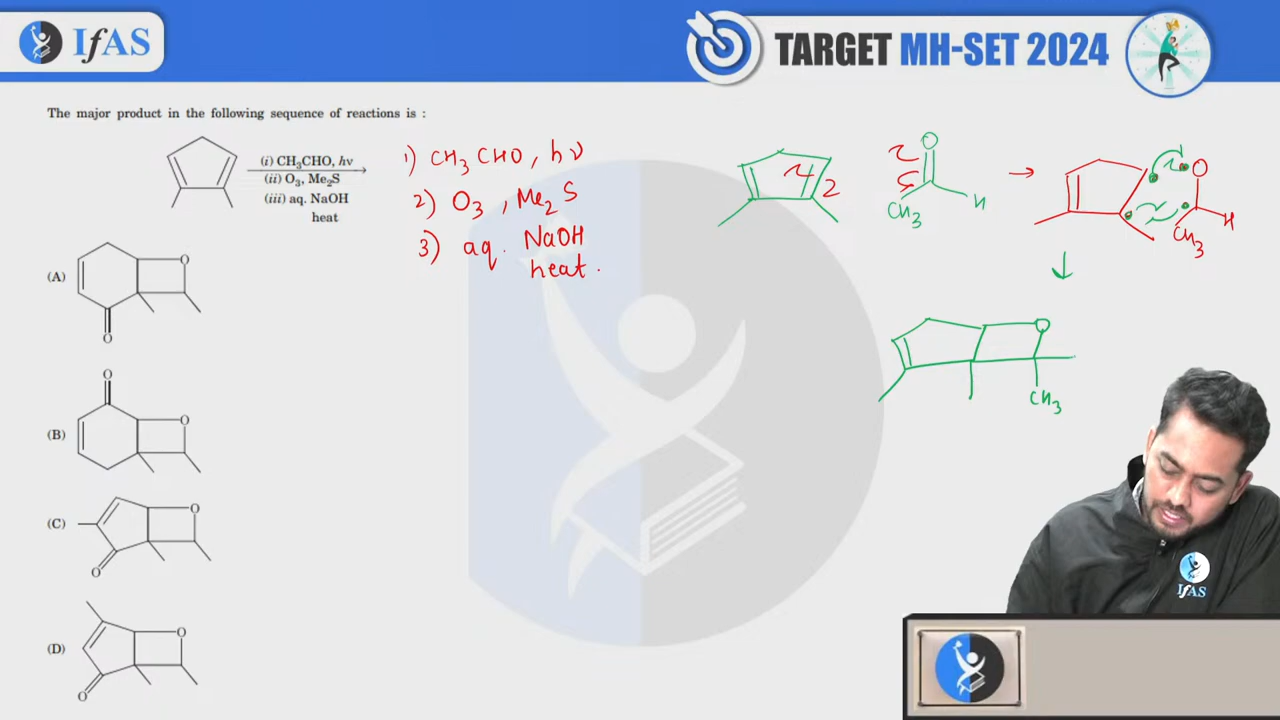 IfAS
TARGET MH-SET 2024
The major product in the following sequence of reactions is :
(i) CH₃CHO, hν
(ii) O₃, Me₂S
(iii) aq. NaOH
heat
1) CH₃CHO, hν
2) O₃, Me₂S
3) aq. NaOH
heat.
2
O
CH₃
H
O
CH₃
H
O
CH₃
(A)
O
O
(B)
O
O
(C)
O
O
(D)
O
O
IfAS